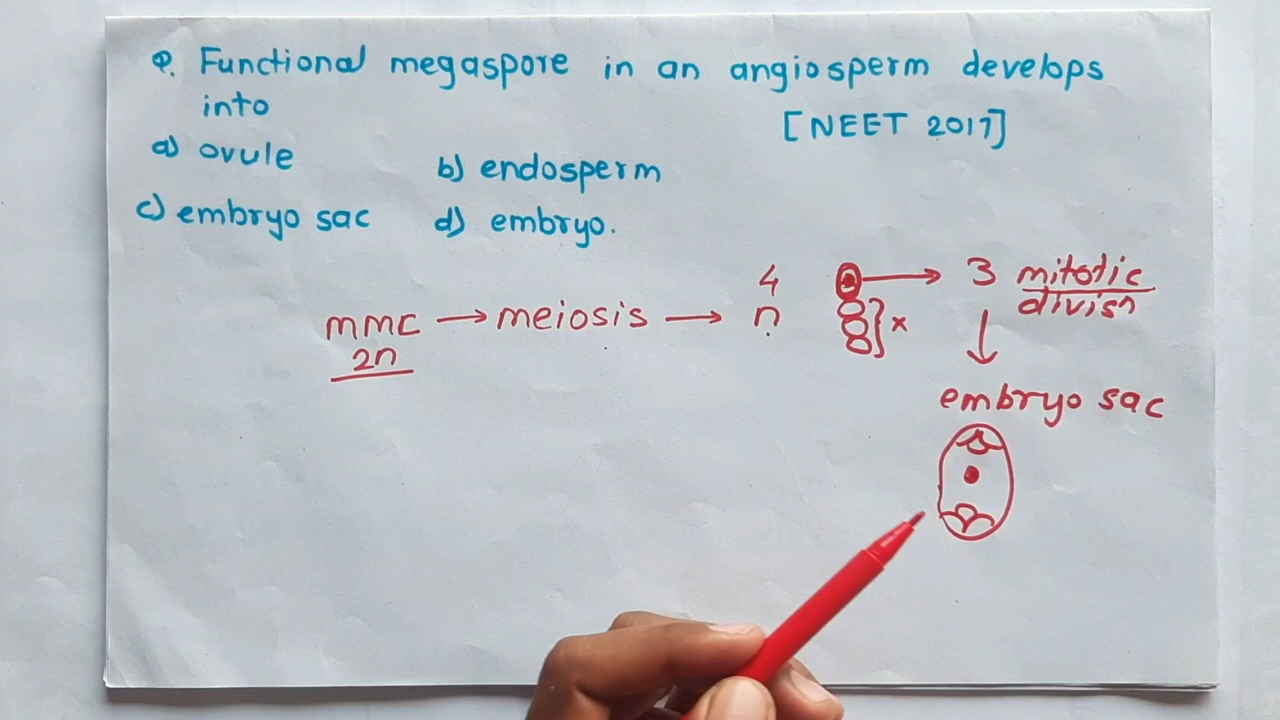 Q. Functional megaspore in an angiosperm develops
into
[NEET 2017]
a) ovule
b) endosperm
c) embryo sac
d) embryo.
MMC → meiosis → 4 n
2n
x
3 mitotic
divisn
embryo sac